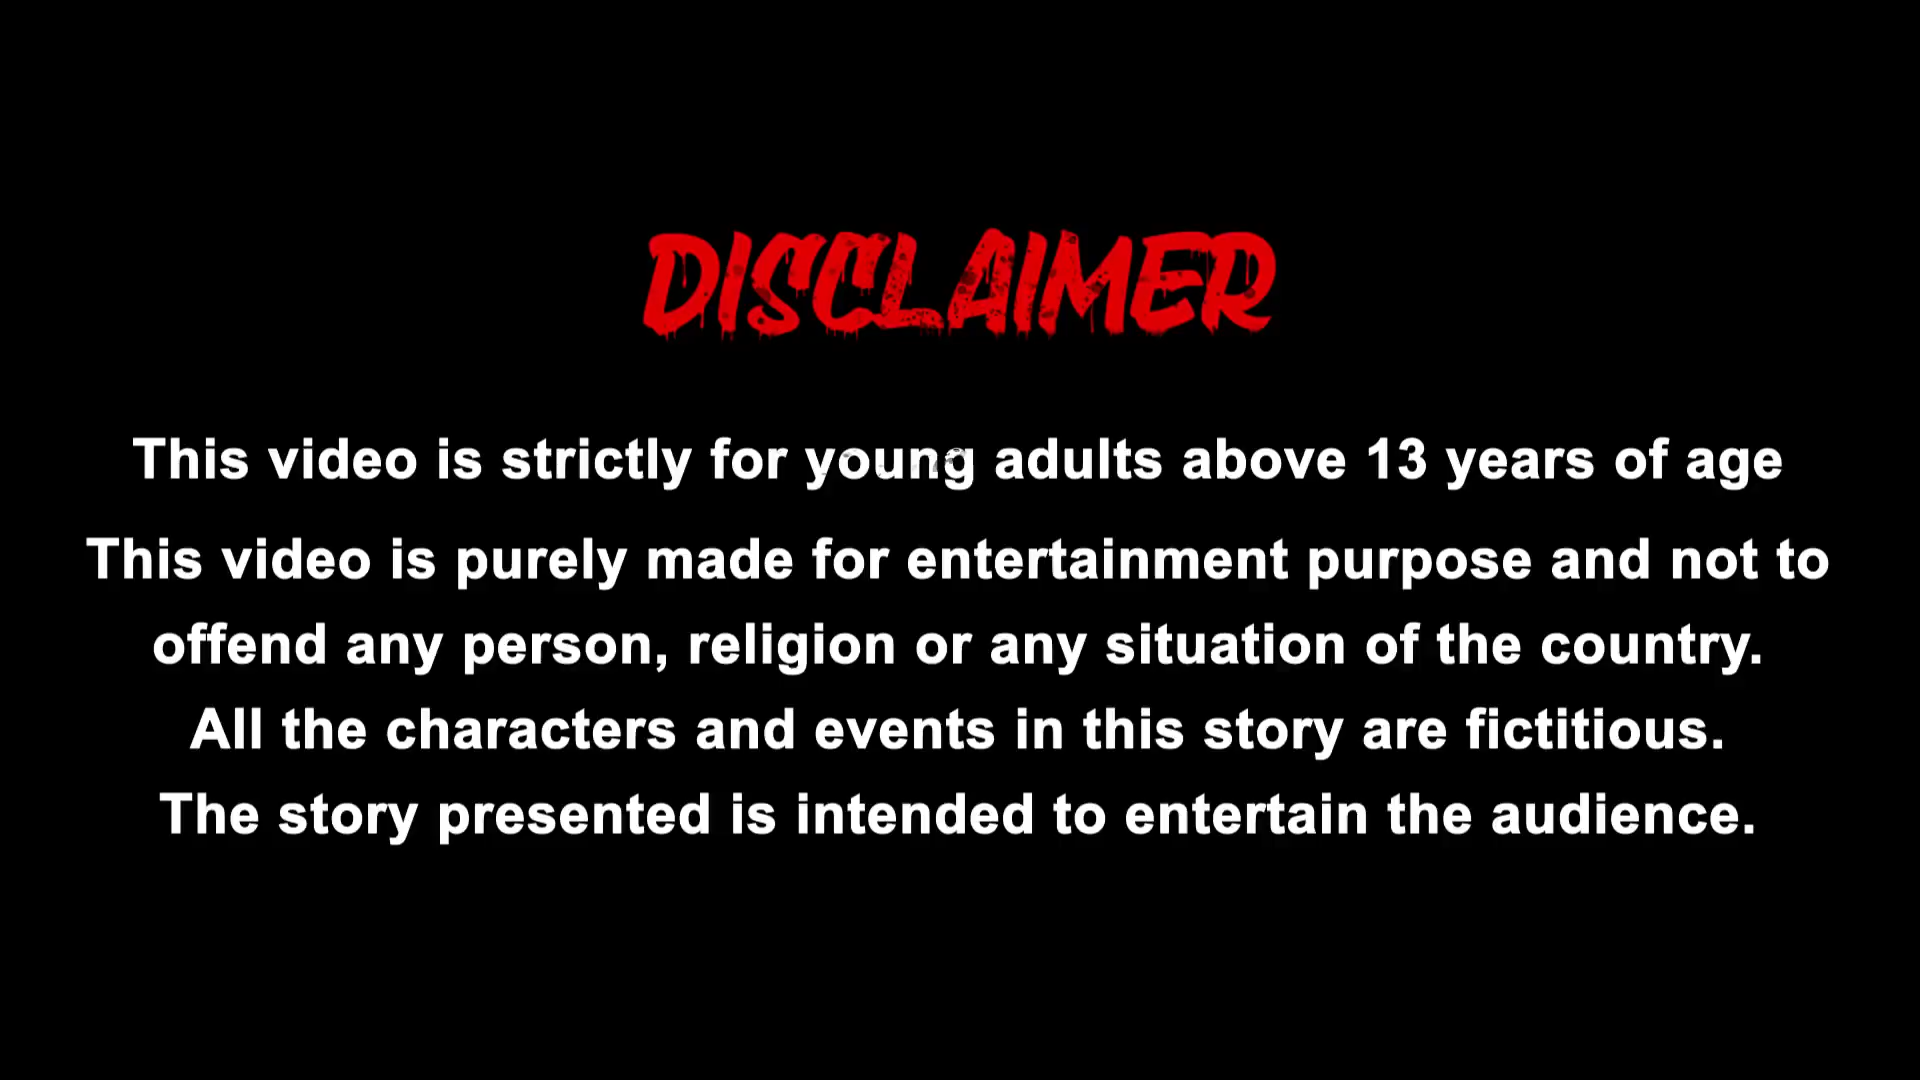 DISCLAIMER
This video is strictly for young adults above 13 years of age
This video is purely made for entertainment purpose and not to
offend any person, religion or any situation of the country.
All the characters and events in this story are fictitious.
The story presented is intended to entertain the audience.